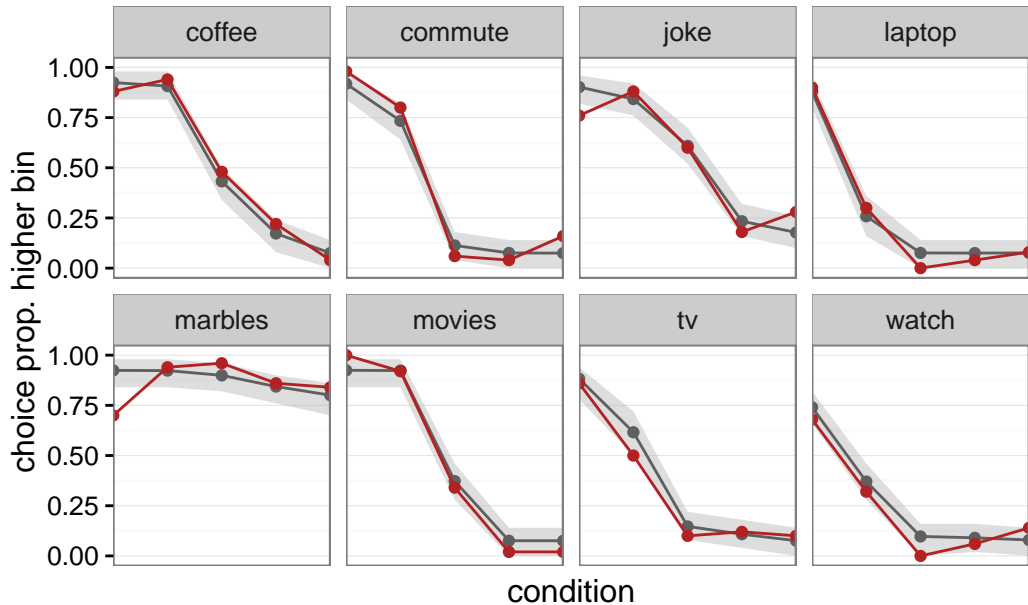 coffee commute joke laptop
1.00
0.75
0.50
0.25
0.00
marbles movies tv watch
1.00
0.75
0.50
0.25
0.00
choice prop. higher bin
condition